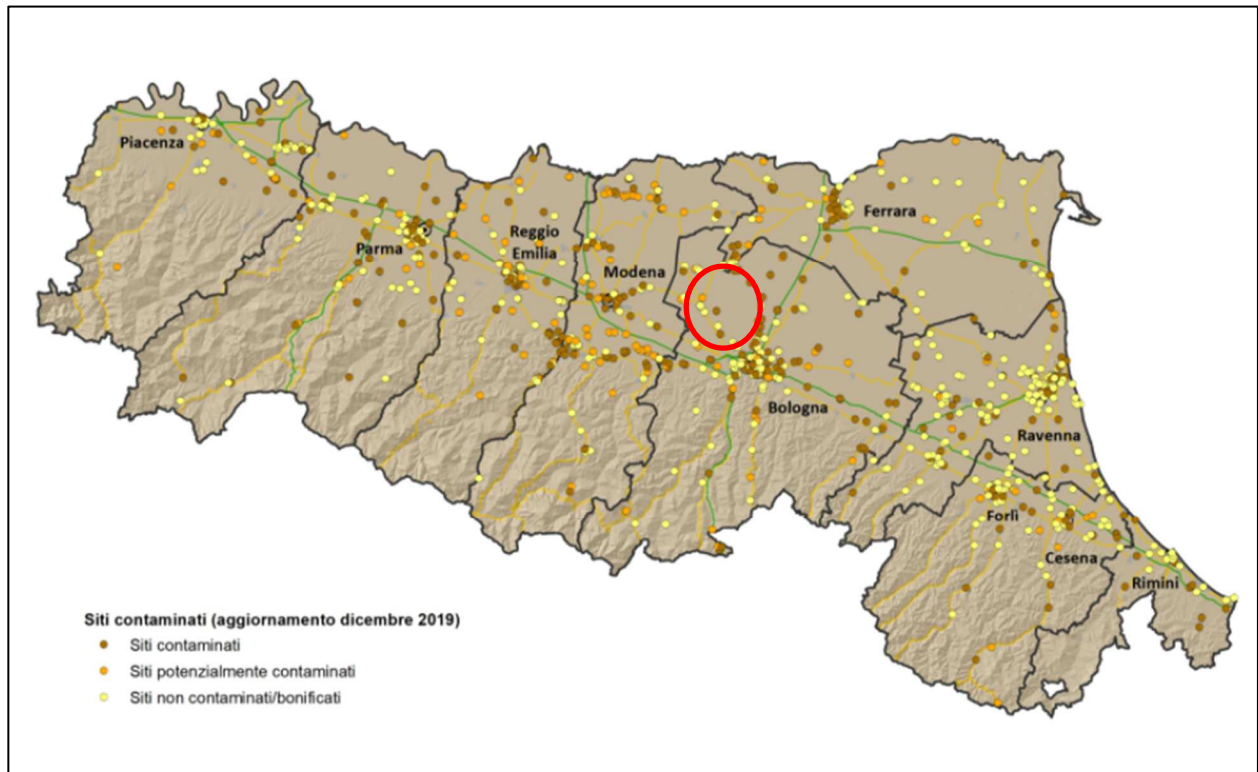 Piacenza
Parma
Reggio
Emilia
Modena
Ferrara
Bologna
Ravenna
Forlì
Cesena
Rimini
Siti contaminati (aggiornamento dicembre 2019)
Siti contaminati
Siti potenzialmente contaminati
Siti non contaminati/bonificati